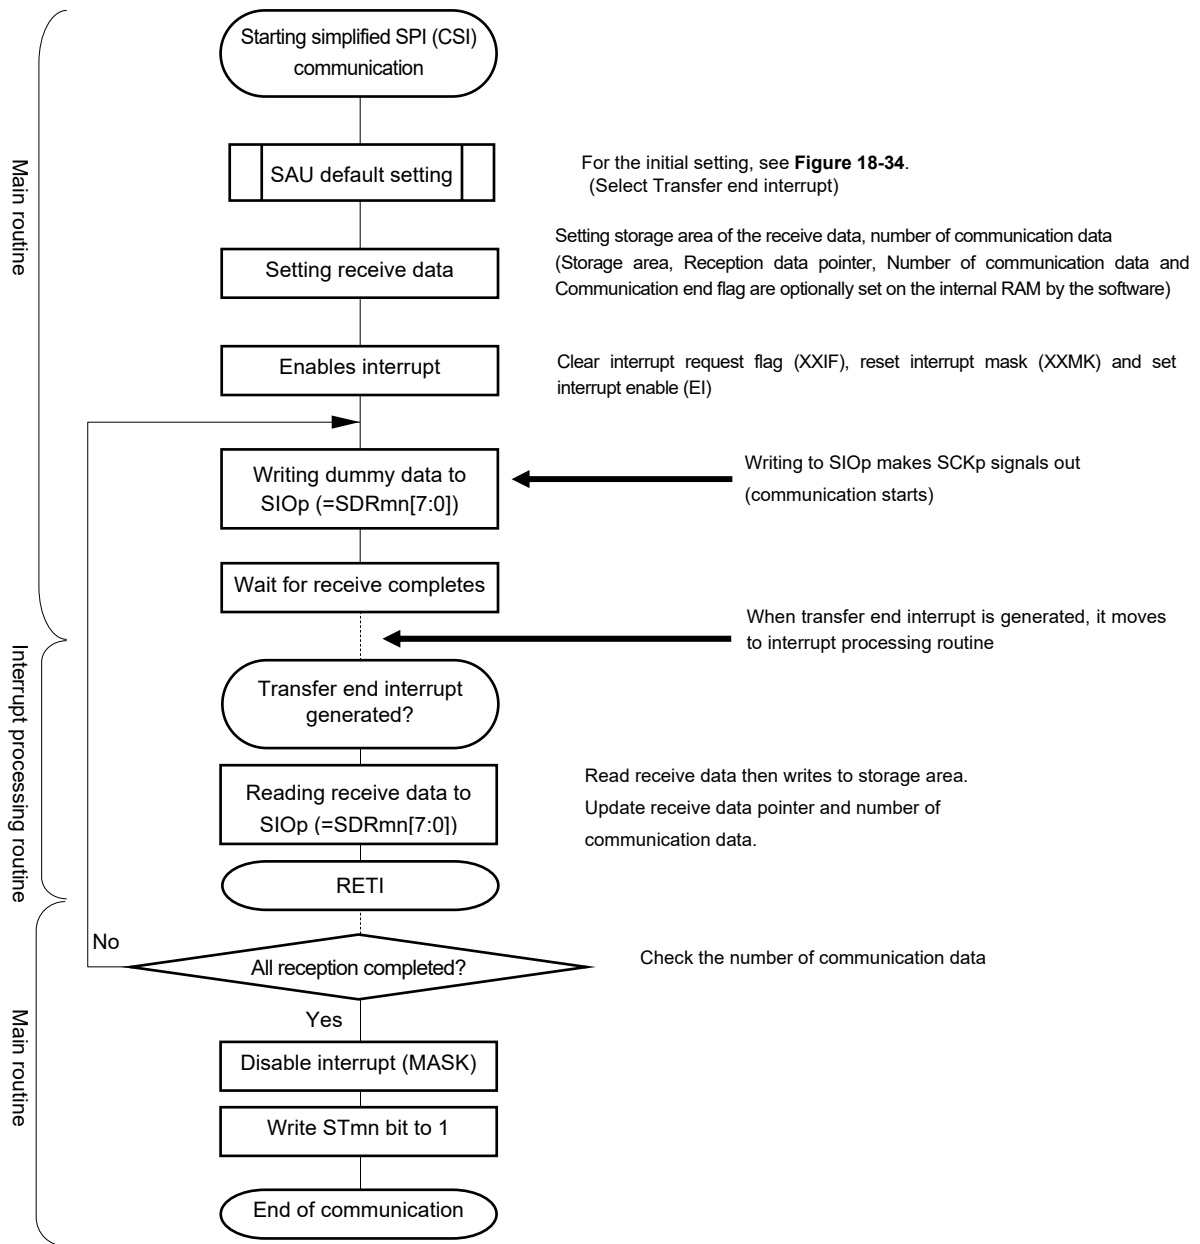 Starting simplified SPI (CSI)
communication
Main routine
SAU default setting
For the initial setting, see Figure 18-34.
(Select Transfer end interrupt)
Setting receive data
Setting storage area of the receive data, number of communication data
(Storage area, Reception data pointer, Number of communication data and
Communication end flag are optionally set on the internal RAM by the software)
Enables interrupt
Clear interrupt request flag (XXIF), reset interrupt mask (XXMK) and set
interrupt enable (EI)
Writing dummy data to
SIOp (=SDRmn[7:0])
Writing to SIOp makes SCKp signals out
(communication starts)
Wait for receive completes
When transfer end interrupt is generated, it moves
to interrupt processing routine
Interrupt processing routine
Transfer end interrupt
generated?
Reading receive data to
SIOp (=SDRmn[7:0])
Read receive data then writes to storage area.
Update receive data pointer and number of
communication data.
RETI
No
All reception completed?
Check the number of communication data
Yes
Main routine
Disable interrupt (MASK)
Write STmn bit to 1
End of communication